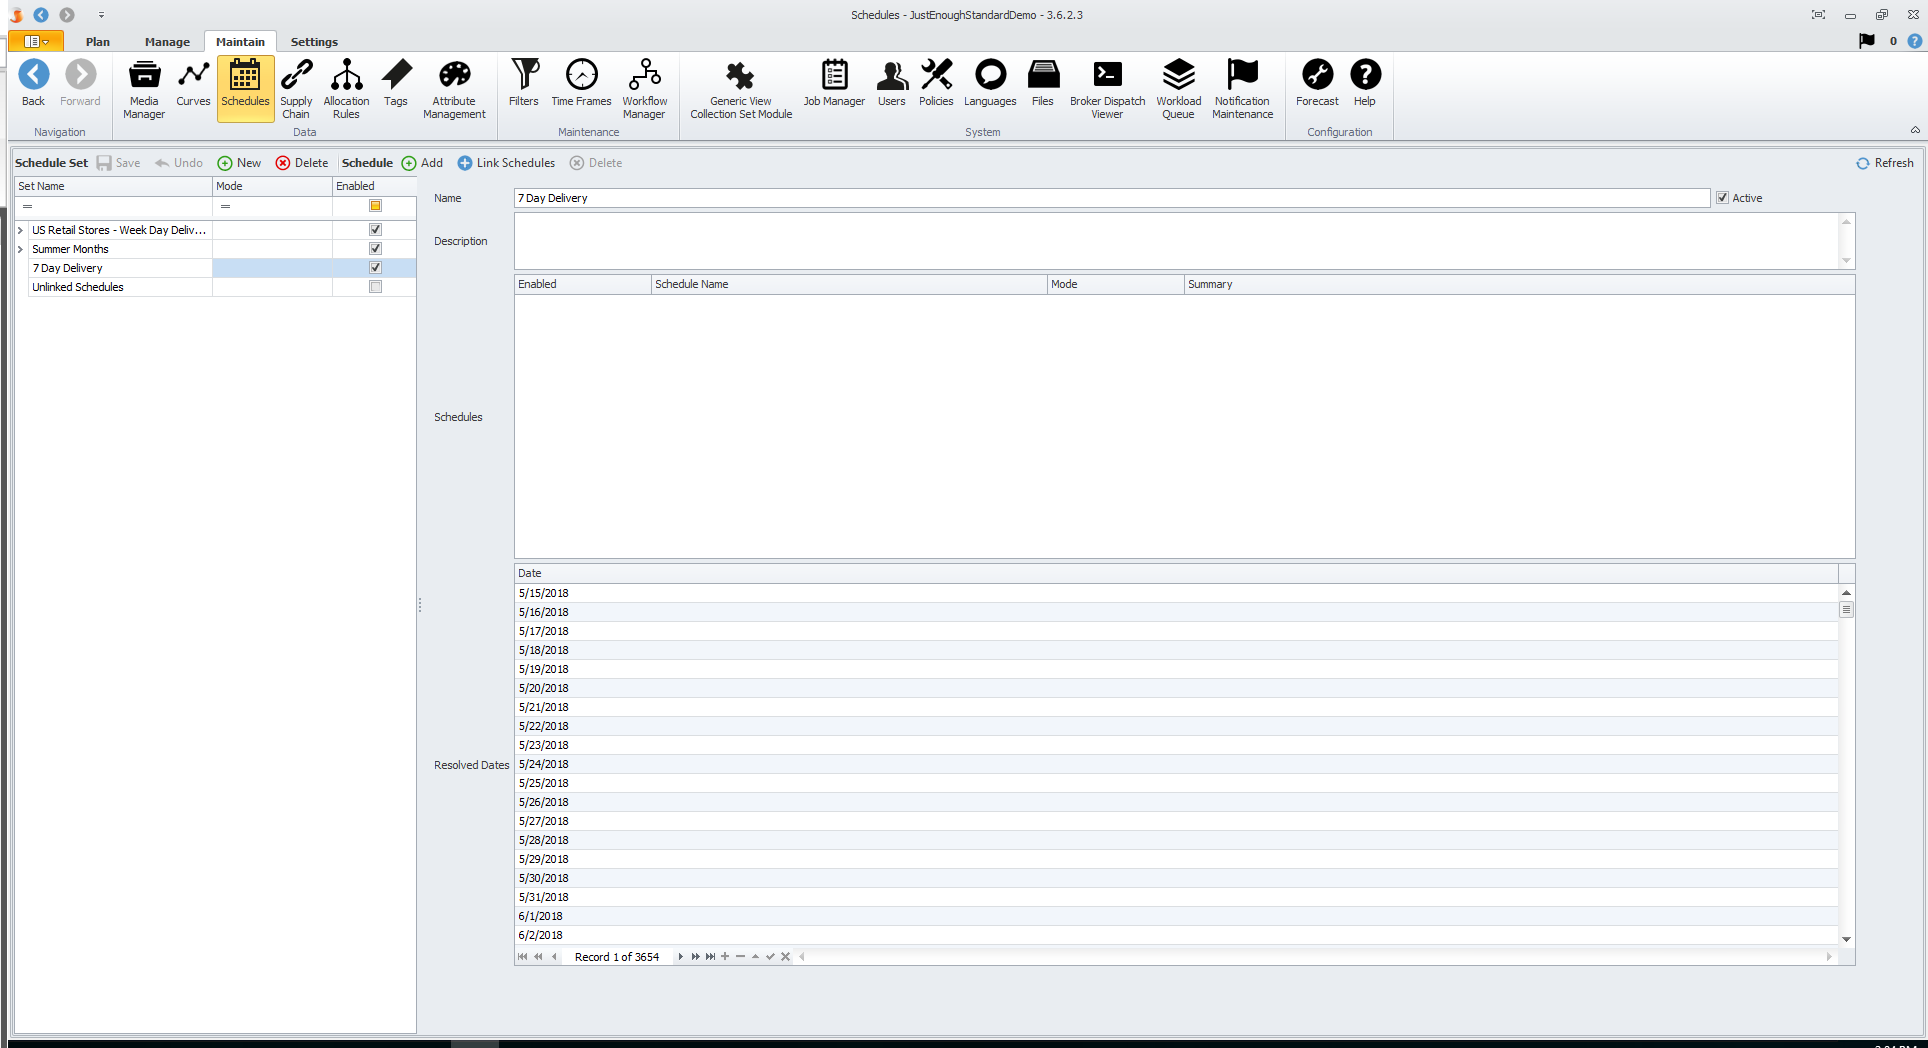 Schedules - JustEnoughStandardDemo - 3.6.2.3
Plan Manage Maintain Settings
0
Back Forward
Navigation
Media Manager Curves Schedules Supply Chain Allocation Rules Tags Attribute Management
Data
Filters Time Frames Workflow Manager
Maintenance
Generic View Collection Set Module Job Manager Users Policies Languages Files Broker Dispatch Viewer Workload Queue Notification Maintenance
System
Forecast Help
Configuration
Schedule Set Save Undo New Delete Schedule Add Link Schedules Delete Refresh
Set Name Mode Enabled
= =
US Retail Stores - Week Day Deliv...
Summer Months
7 Day Delivery
Unlinked Schedules
Name 7 Day Delivery Active
Description
Enabled Schedule Name Mode Summary
Schedules
Date
5/15/2018
5/16/2018
5/17/2018
5/18/2018
5/19/2018
5/20/2018
5/21/2018
5/22/2018
5/23/2018
Resolved Dates 5/24/2018
5/25/2018
5/26/2018
5/27/2018
5/28/2018
5/29/2018
5/30/2018
5/31/2018
6/1/2018
6/2/2018
Record 1 of 3654